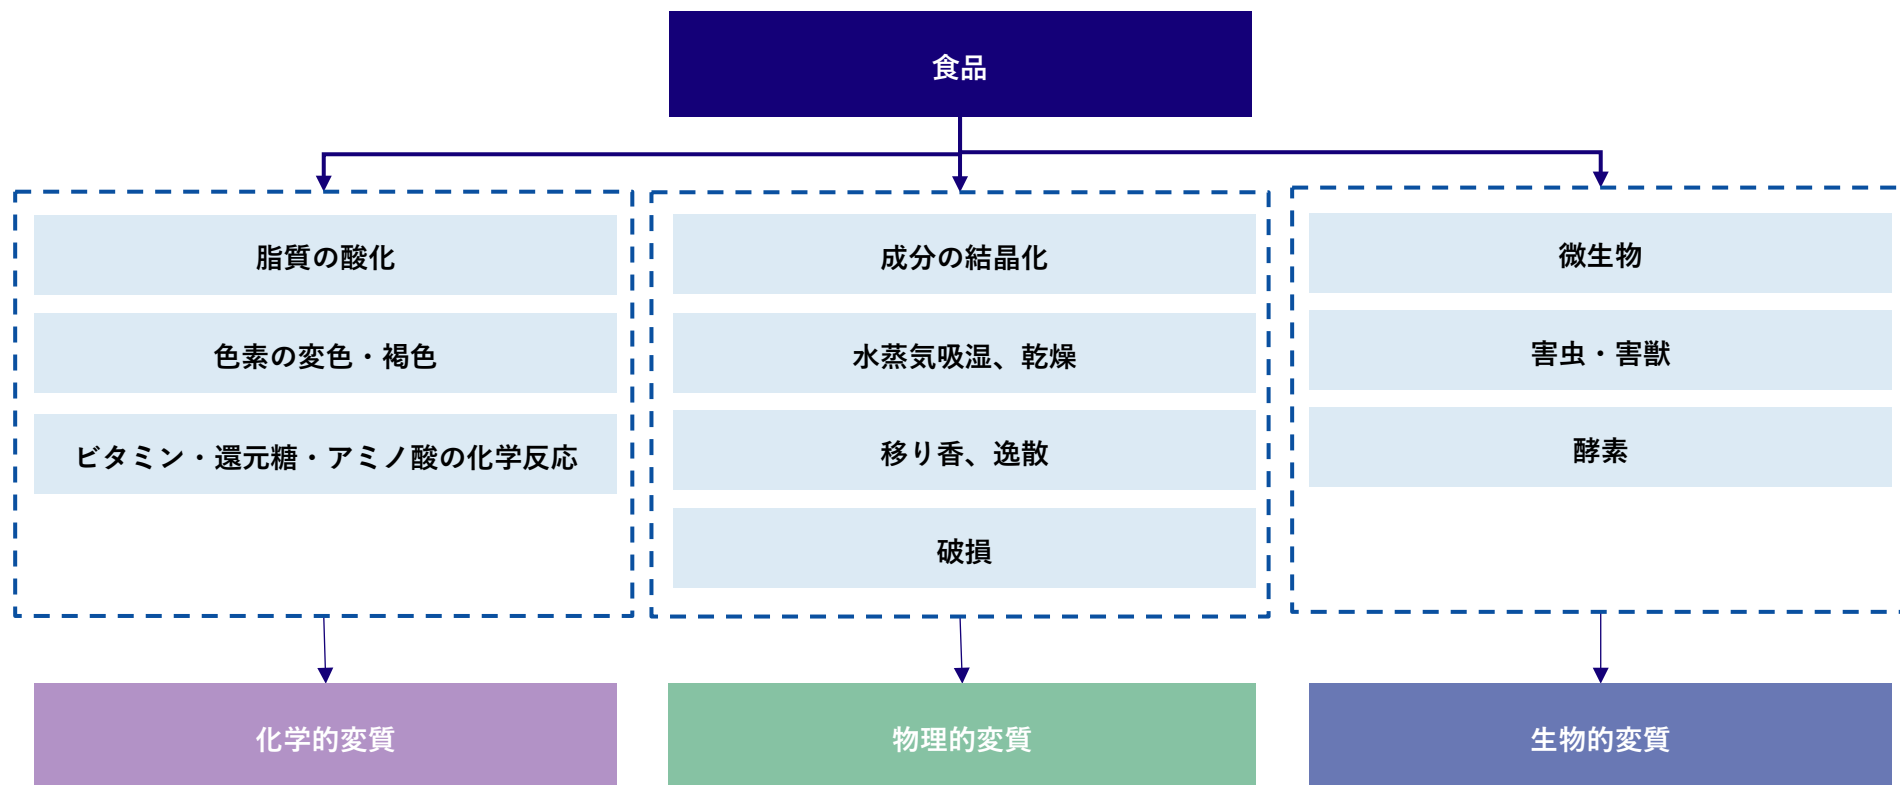 食品
脂質の酸化
色素の変色・褐色
ビタミン・還元糖・アミノ酸の化学反応
成分の結晶化
水蒸気吸湿、乾燥
移り香、逸散
破損
微生物
害虫・害獣
酵素
化学的変質
物理的変質
生物的変質